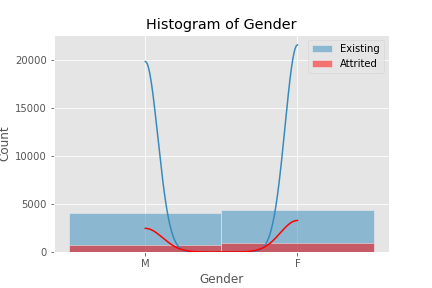 Histogram of Gender
Existing
Attrited
20000
15000
10000
5000
0
Count
M
F
Gender